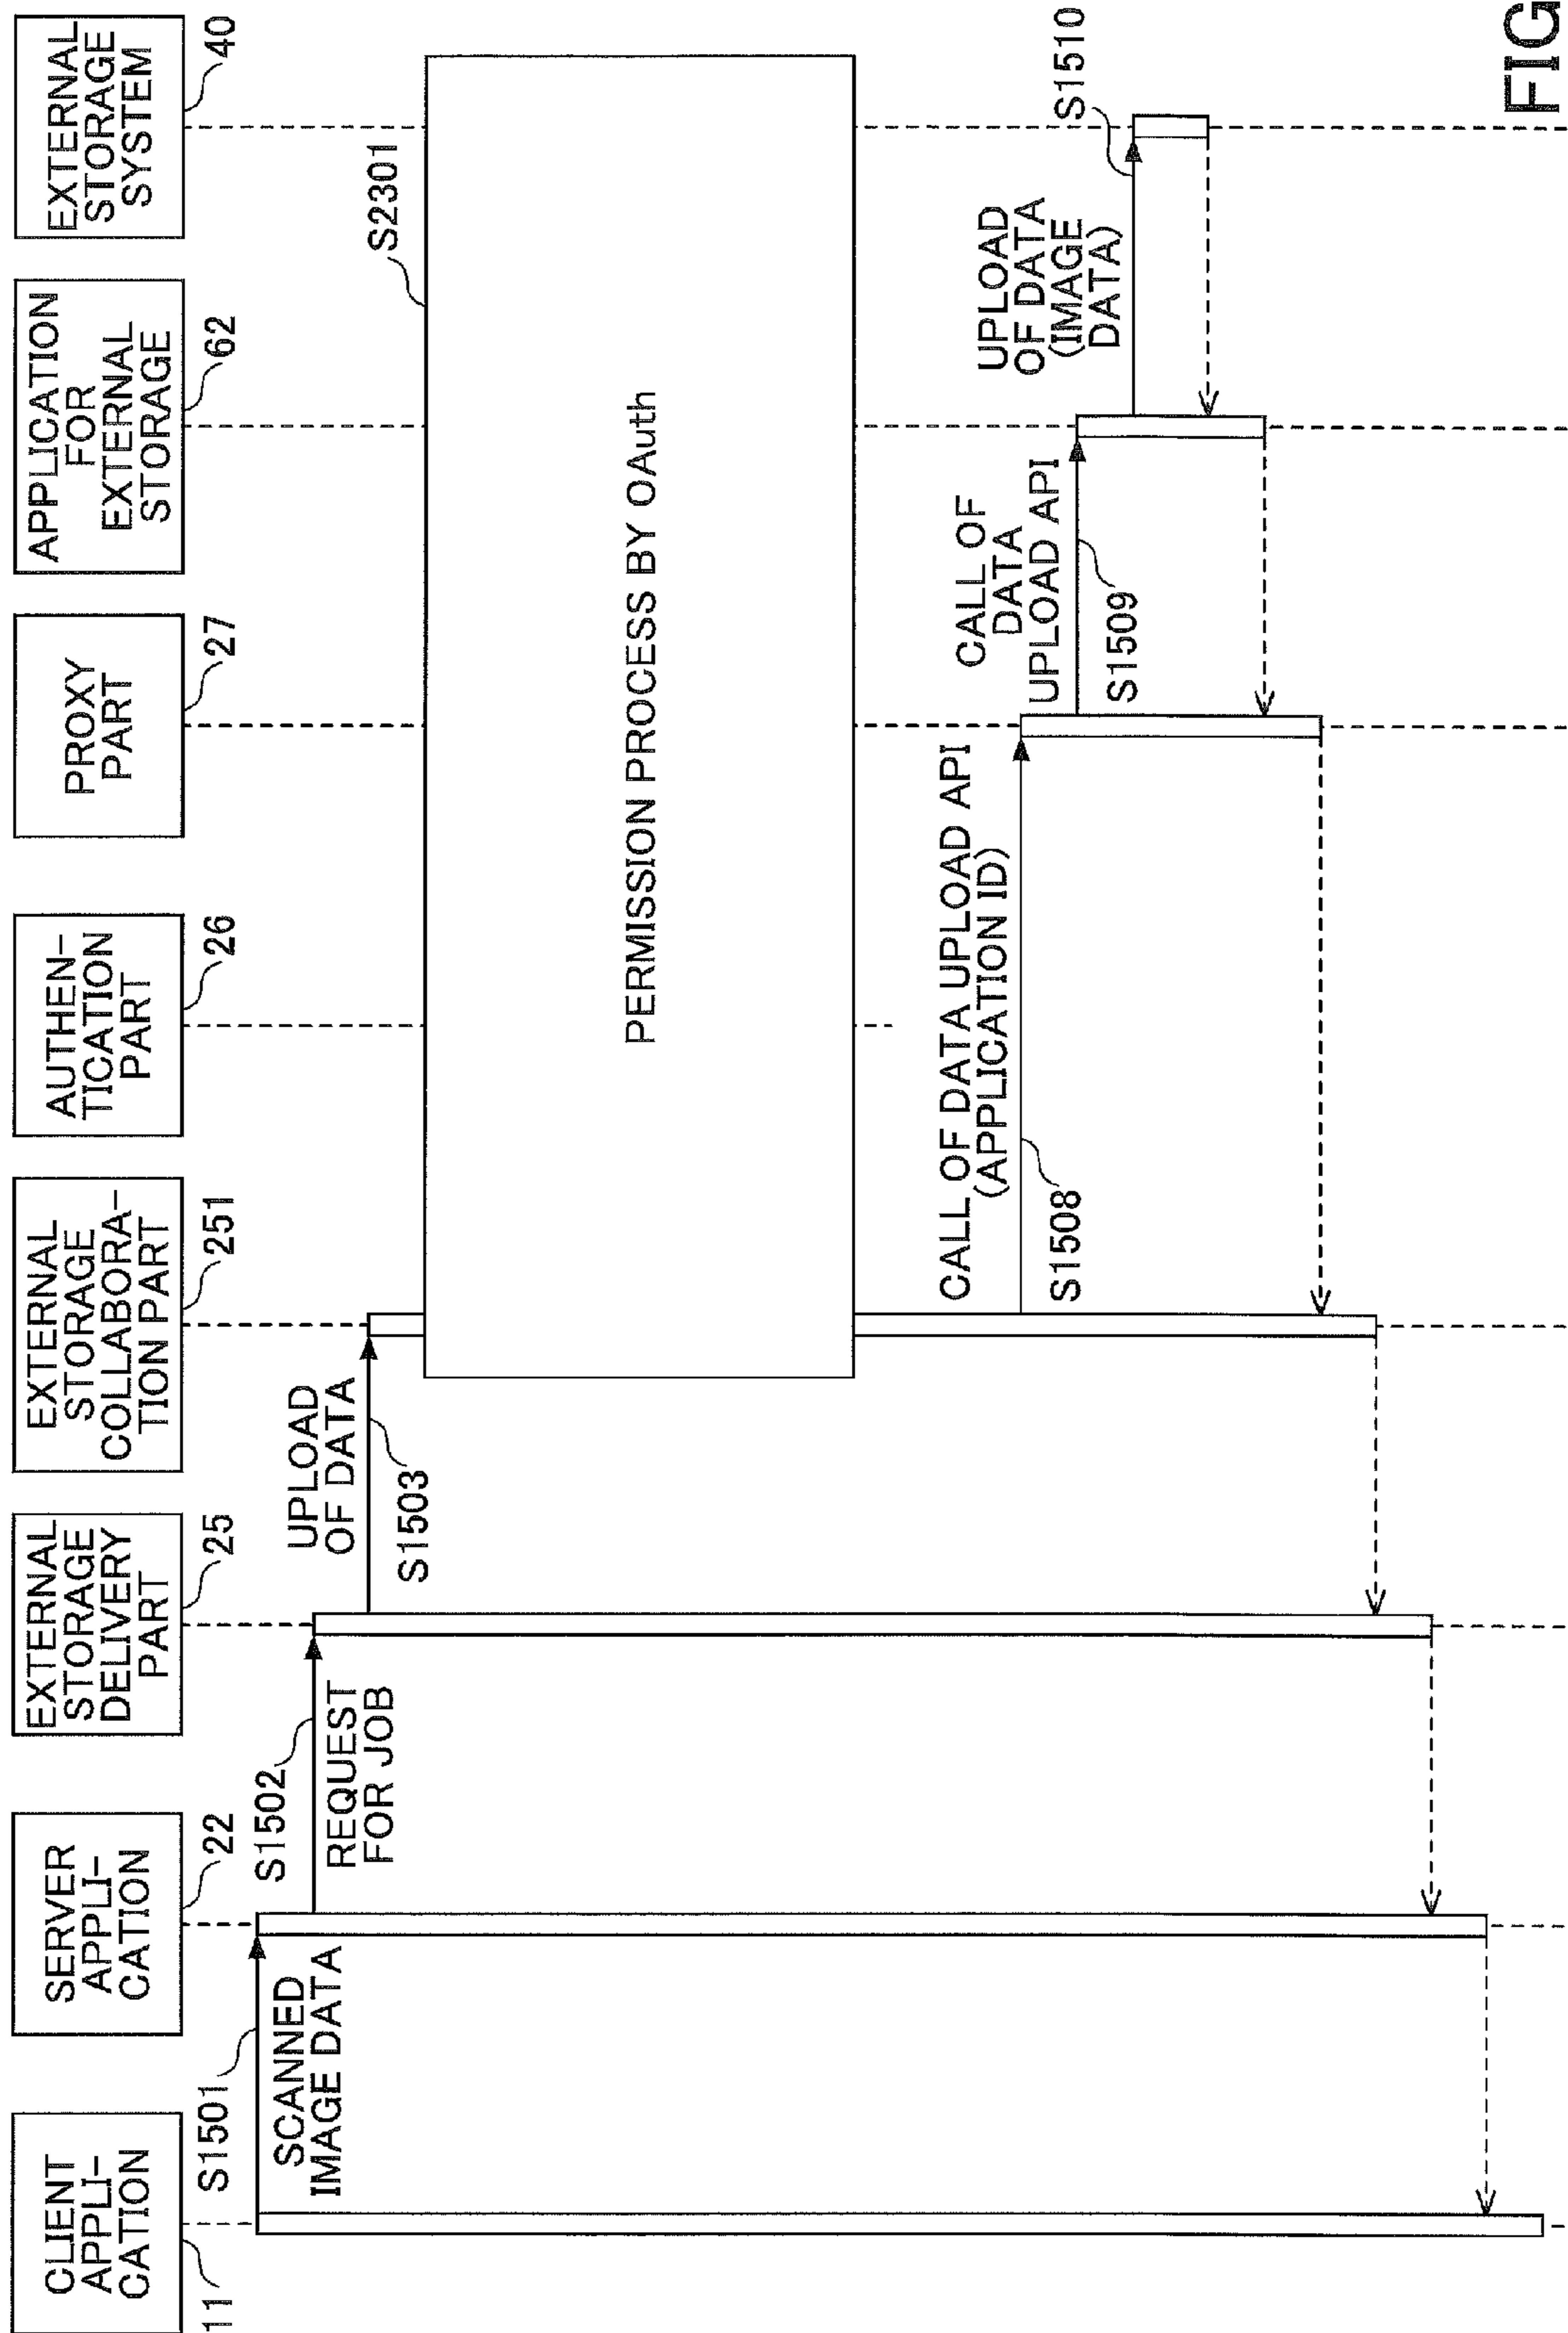 CLIENT
APPLI-
CATION
11
SERVER
APPLI-
CATION
22
EXTERNAL
STORAGE
DELIVERY
PART
25
EXTERNAL
STORAGE
COLLABORA-
TION PART
251
AUTHEN-
TICATION
PART
26
PROXY
PART
27
APPLICATION
FOR
EXTERNAL
STORAGE
62
EXTERNAL
STORAGE
SYSTEM
40
S1501
SCANNED
IMAGE DATA
S1502
REQUEST
FOR JOB
UPLOAD
OF DATA
S1503
S2301
PERMISSION PROCESS BY OAuth
CALL OF DATA UPLOAD API
(APPLICATION ID)
S1508
CALL OF
DATA
UPLOAD API
S1509
UPLOAD
OF DATA
(IMAGE
DATA)
S1510
FIG